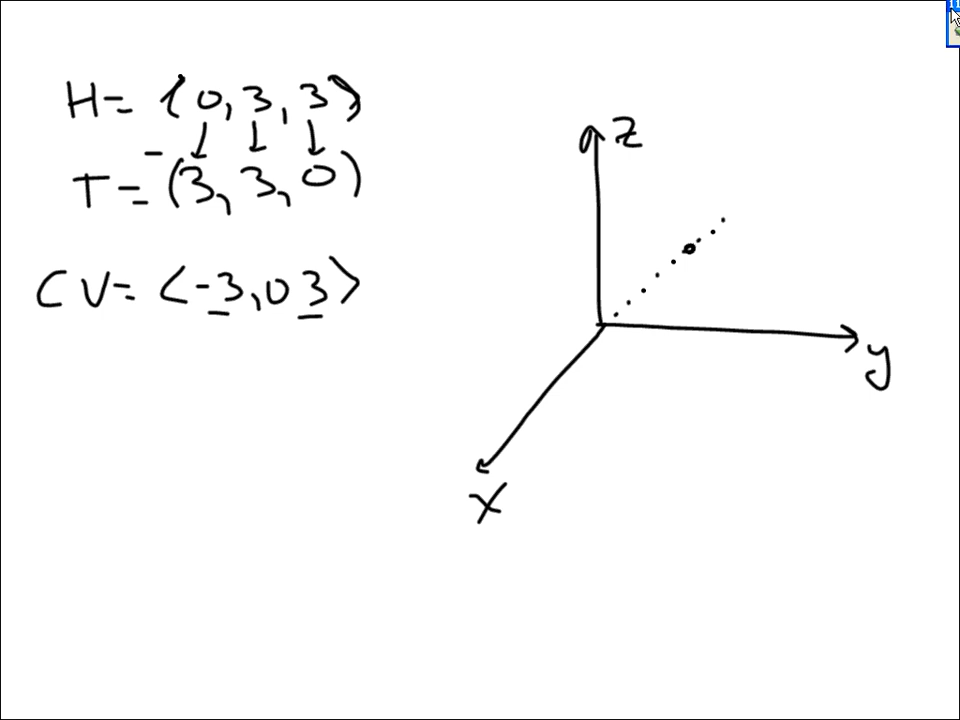 H= (0, 3, 3)
- ↓ ↓ ↓
T= (3, 3, 0)
CV= <-3, 0 3>
z
y
x